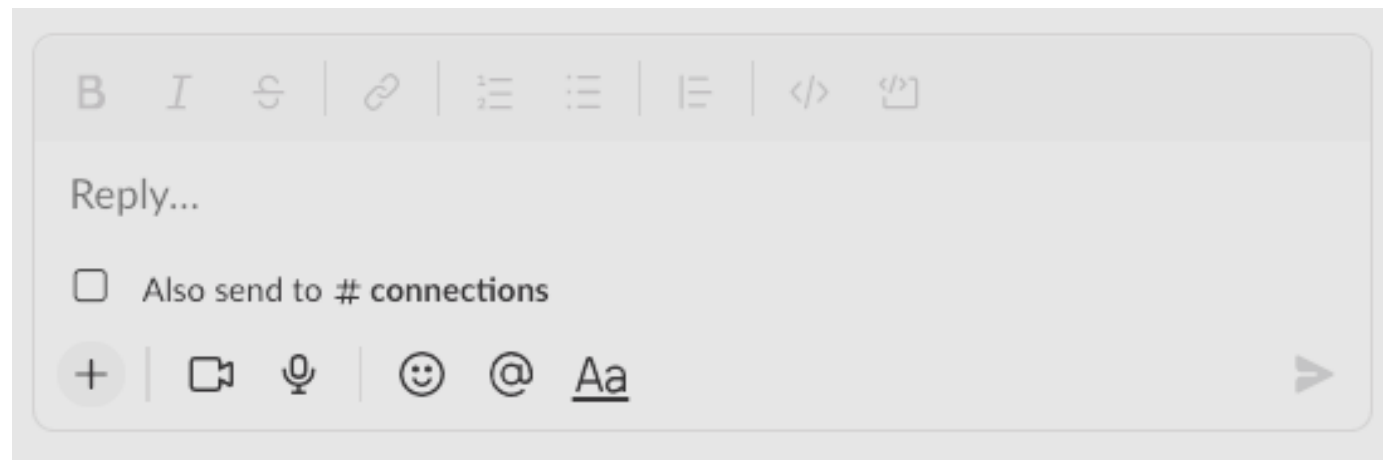 B I S
Reply...
Also send to # connections
+ @ Aa